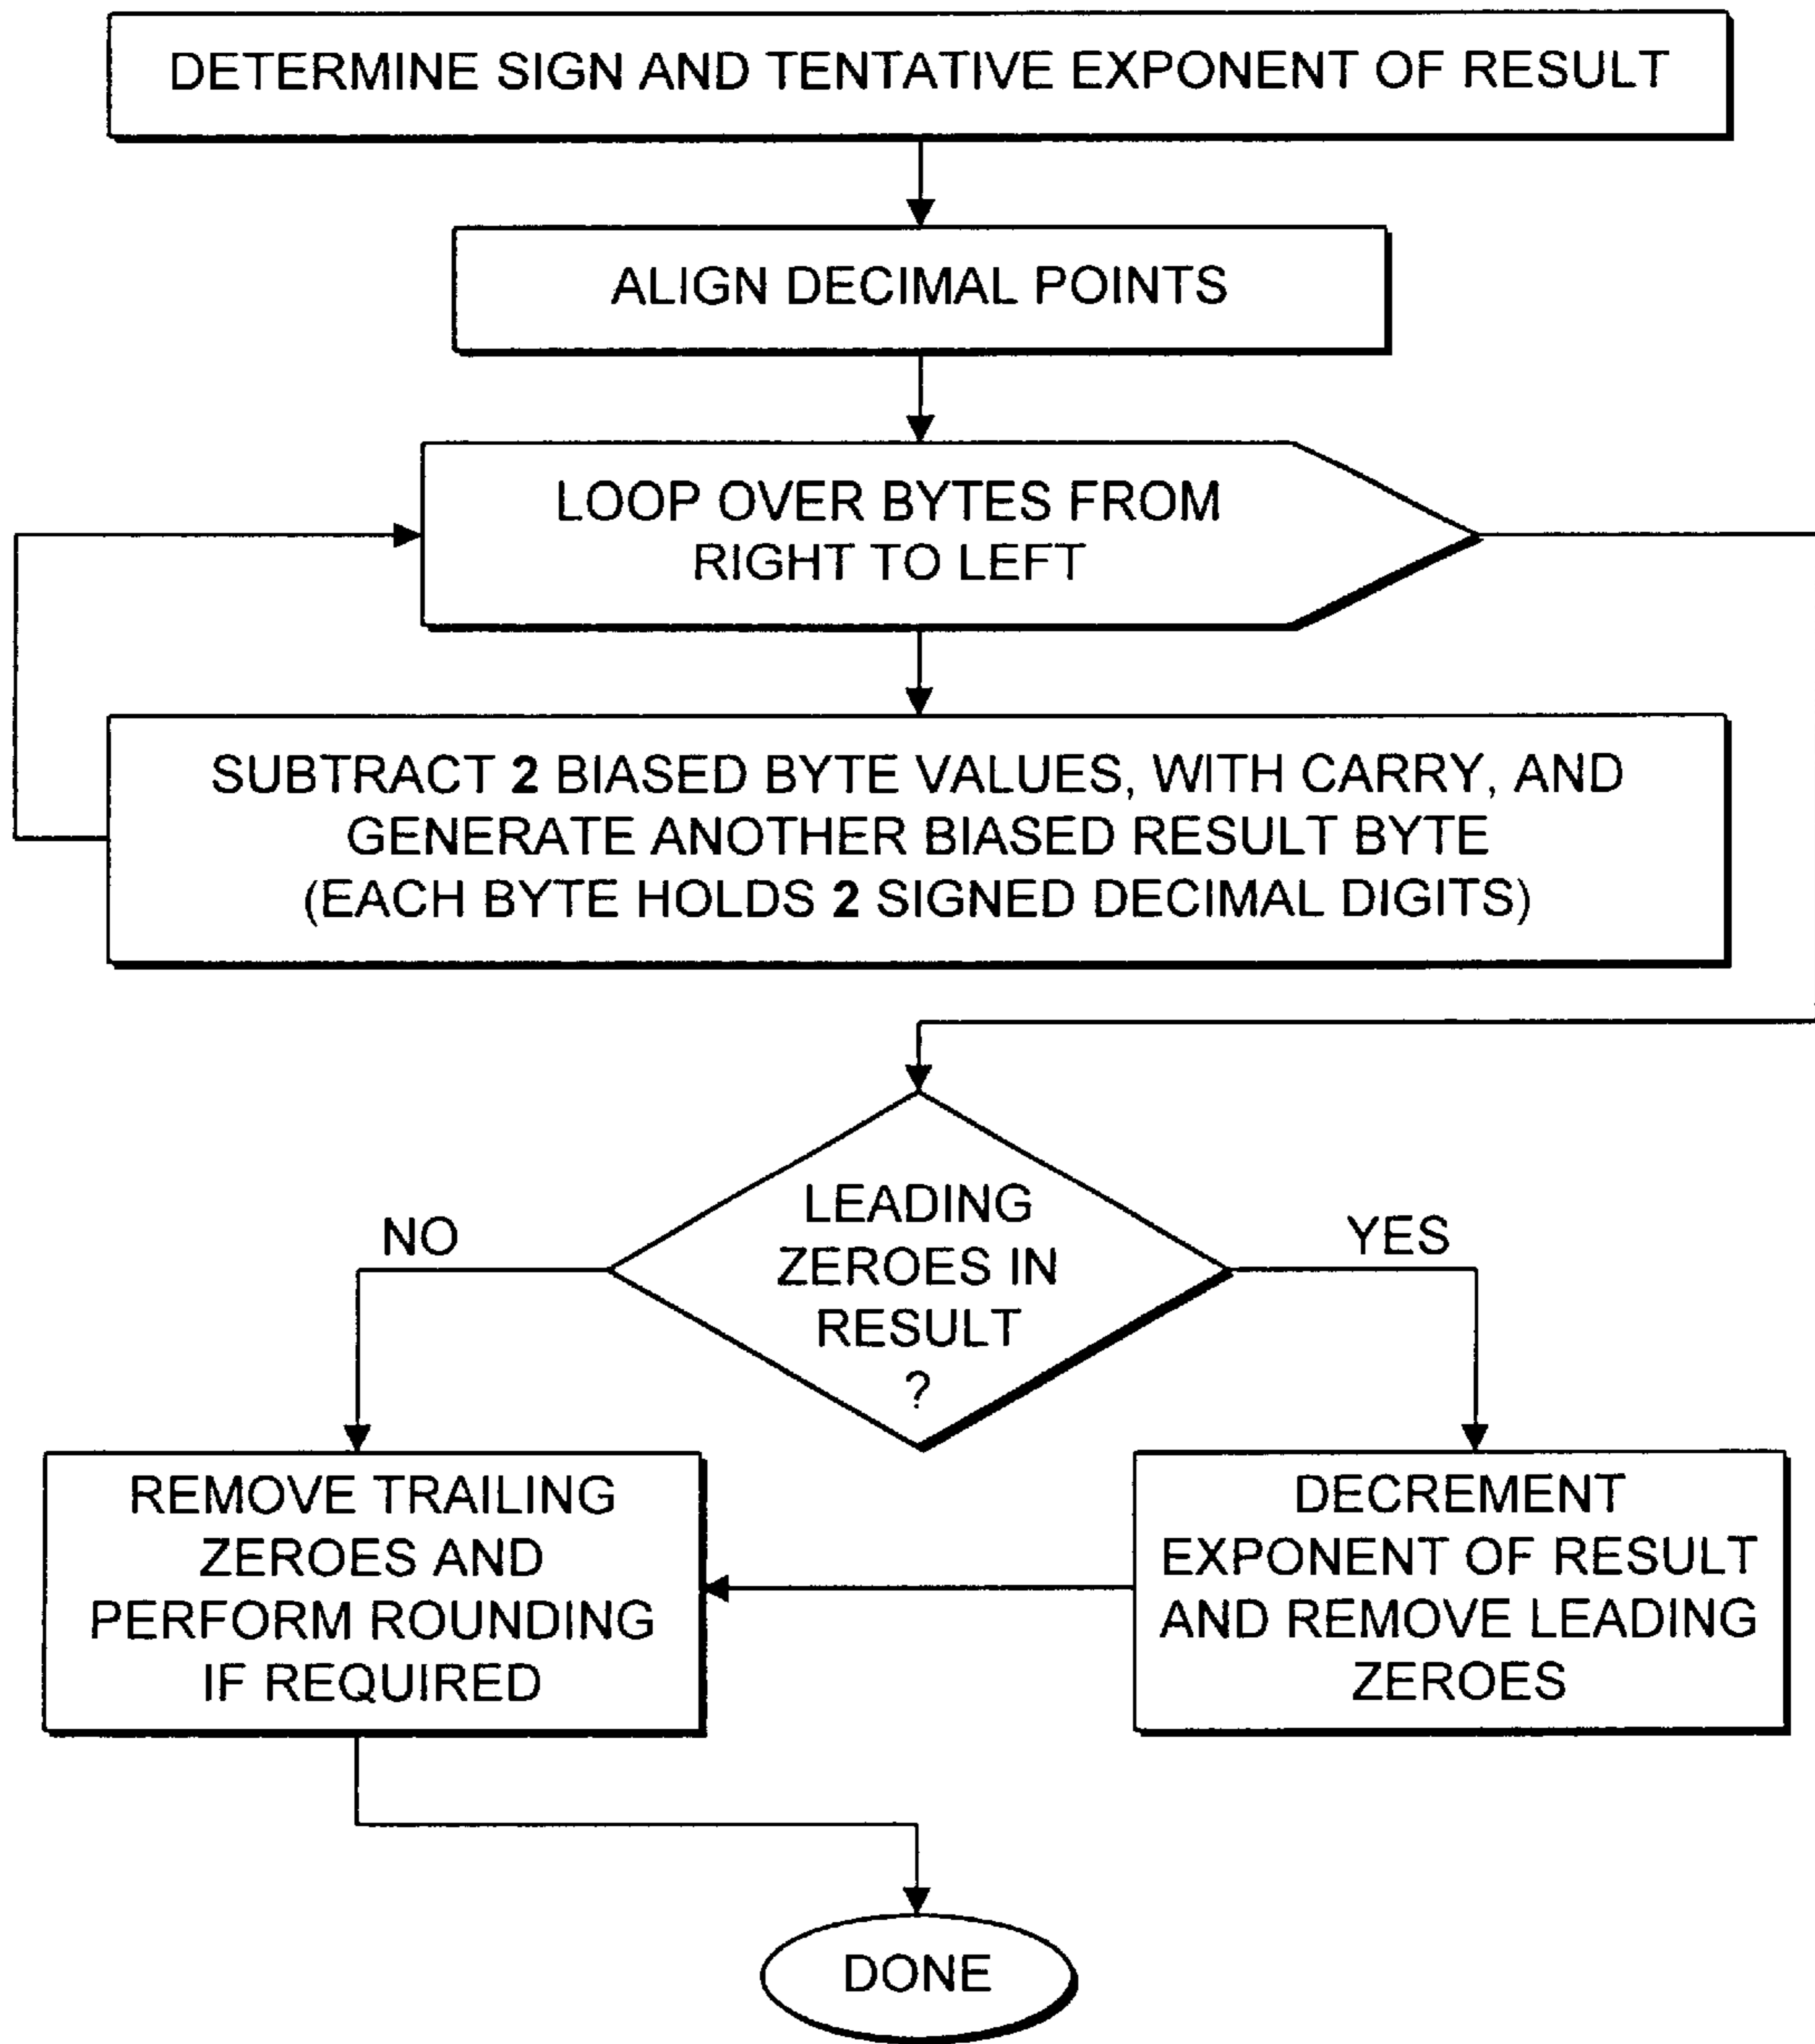 DETERMINE SIGN AND TENTATIVE EXPONENT OF RESULT
ALIGN DECIMAL POINTS
LOOP OVER BYTES FROM
RIGHT TO LEFT
SUBTRACT 2 BIASED BYTE VALUES, WITH CARRY, AND
GENERATE ANOTHER BIASED RESULT BYTE
(EACH BYTE HOLDS 2 SIGNED DECIMAL DIGITS)
LEADING
ZEROES IN
RESULT
?
NO
YES
REMOVE TRAILING
ZEROES AND
PERFORM ROUNDING
IF REQUIRED
DECREMENT
EXPONENT OF RESULT
AND REMOVE LEADING
ZEROES
DONE